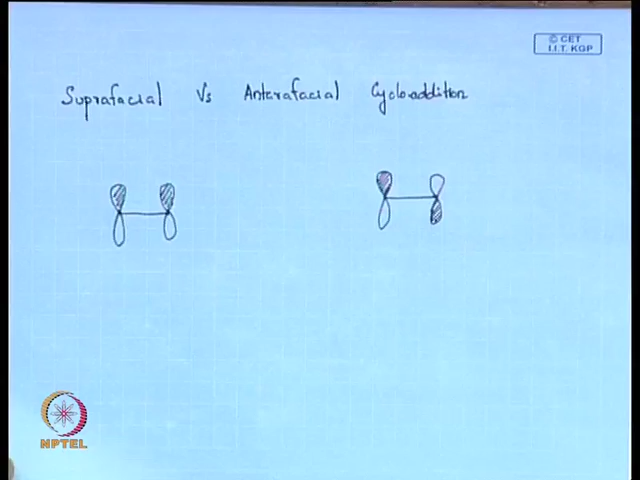 © CET
I.I.T. KGP
Suprafacial Vs Antarafacial Cycloaddition
NPTEL